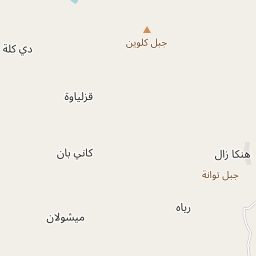 جبل كلوين
دي كلة
قزلياوة
كاني بان
هنكا زال
جبل توانة
رياه
ميشولان